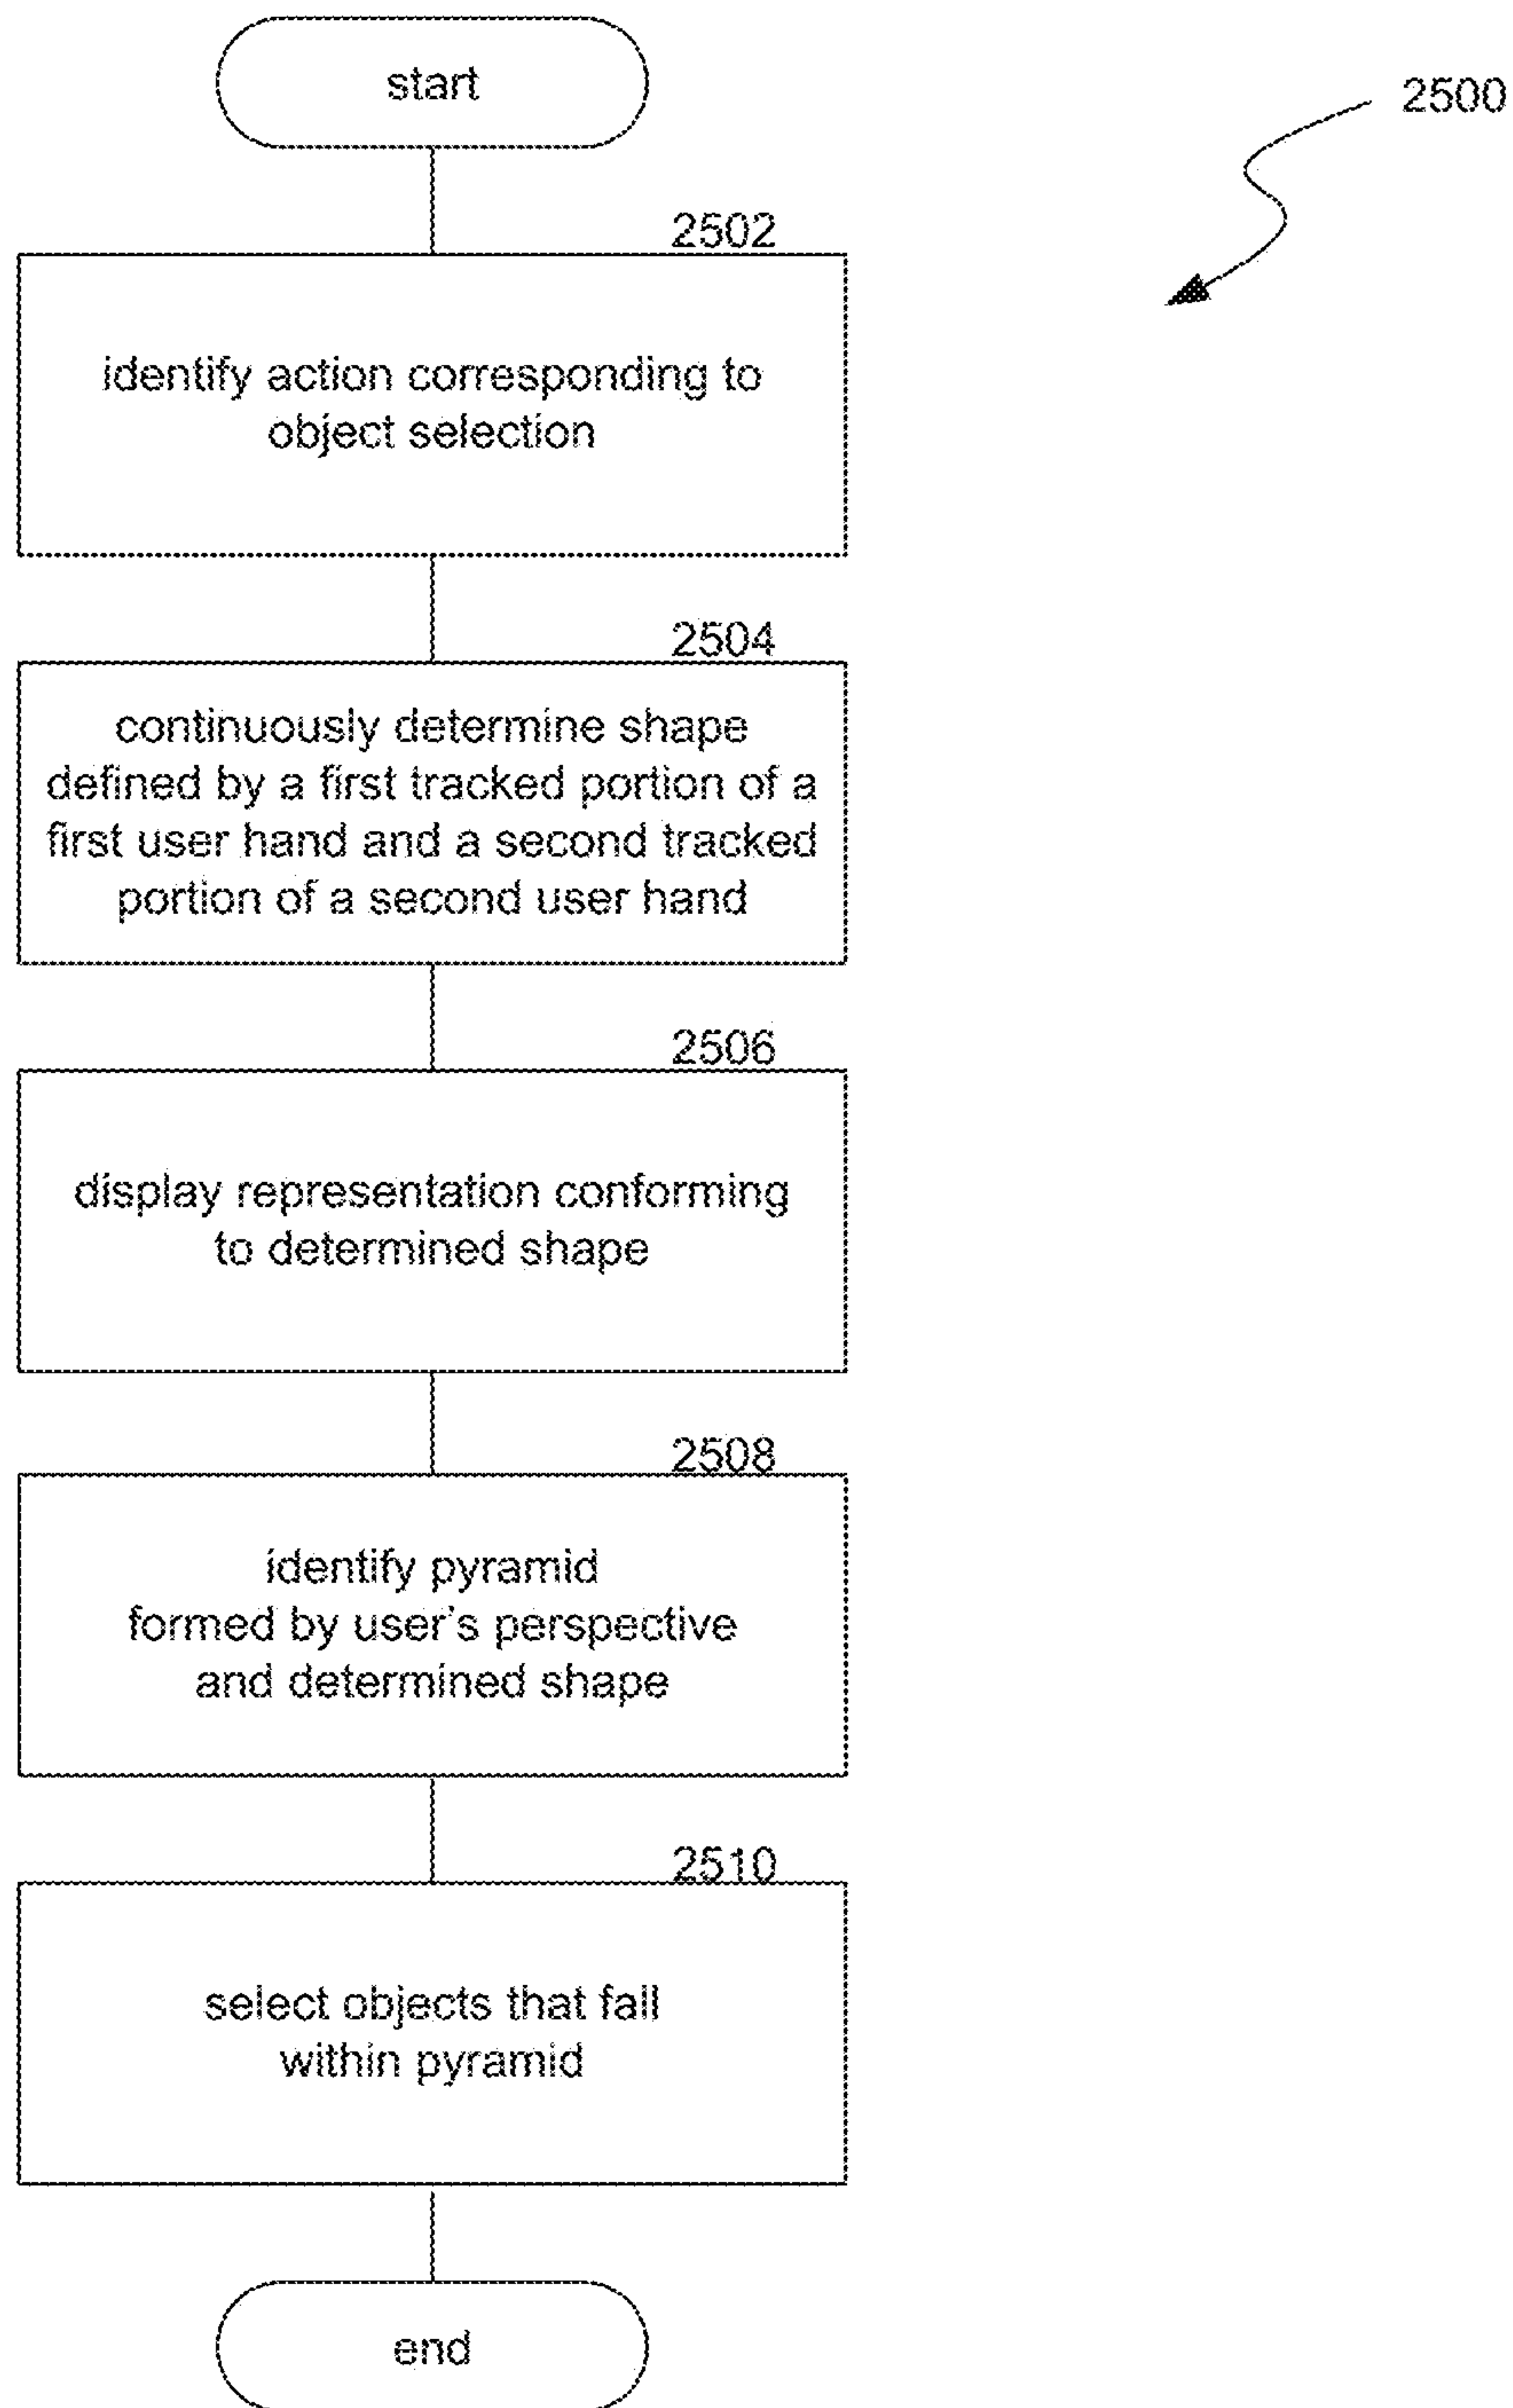 start
2500
2502
identify action corresponding to
object selection
2504
continuously determine shape
defined by a first tracked portion of a
first user hand and a second tracked
portion of a second user hand
2506
display representation conforming
to determined shape
2508
identify pyramid
formed by user's perspective
and determined shape
2510
select objects that fall
within pyramid
end